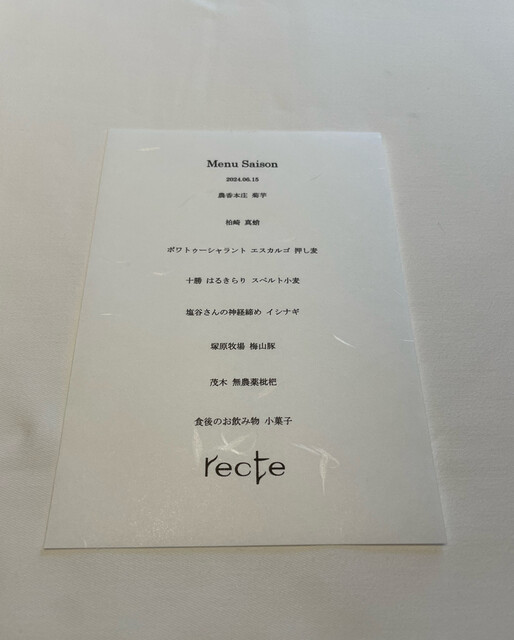 Menu Saison
2024.06.15
農香本庄 菊芋
柏崎 真蛸
ポワトゥーシャラント エスカルゴ 押し麦
十勝 はるきらり スペルト小麦
塩谷さんの神経締め イシナギ
塚原牧場 梅山豚
茂木 無農薬枇杷
食後のお飲み物 小菓子
recte